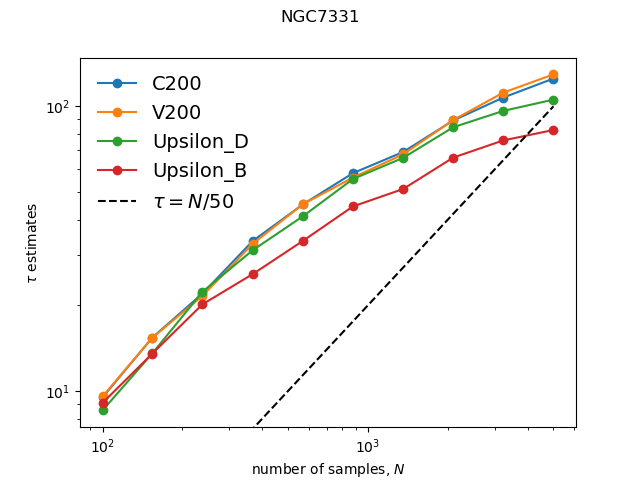 NGC7331
C200
V200
Upsilon_D
Upsilon_B
τ = N/50
τ estimates
10²
10¹
10² 10³
number of samples, N